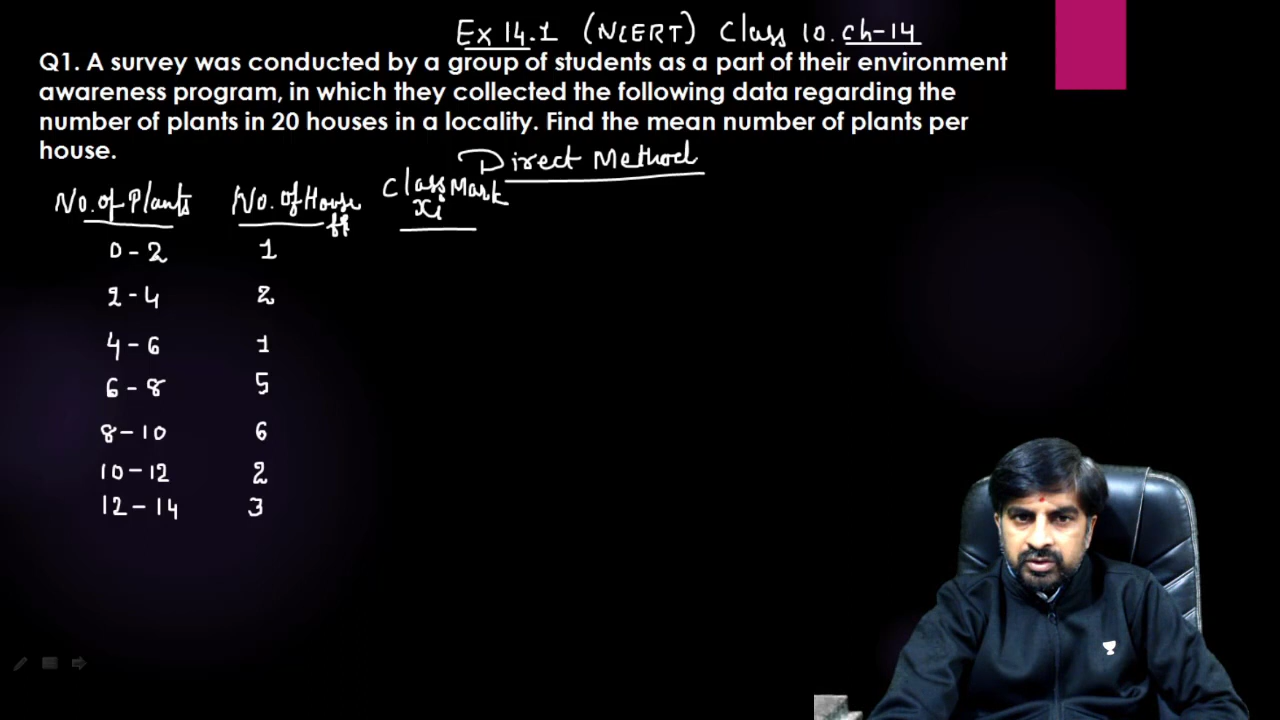 Ex 14.1 (NCERT) Class 10. Ch-14
Q1. A survey was conducted by a group of students as a part of their environment
awareness program, in which they collected the following data regarding the
number of plants in 20 houses in a locality. Find the mean number of plants per
house.
Direct Method
No. of Plants No. of House fi Class Mark xi
0-2 1
2-4 2
4-6 1
6-8 5
8-10 6
10-12 2
12-14 3